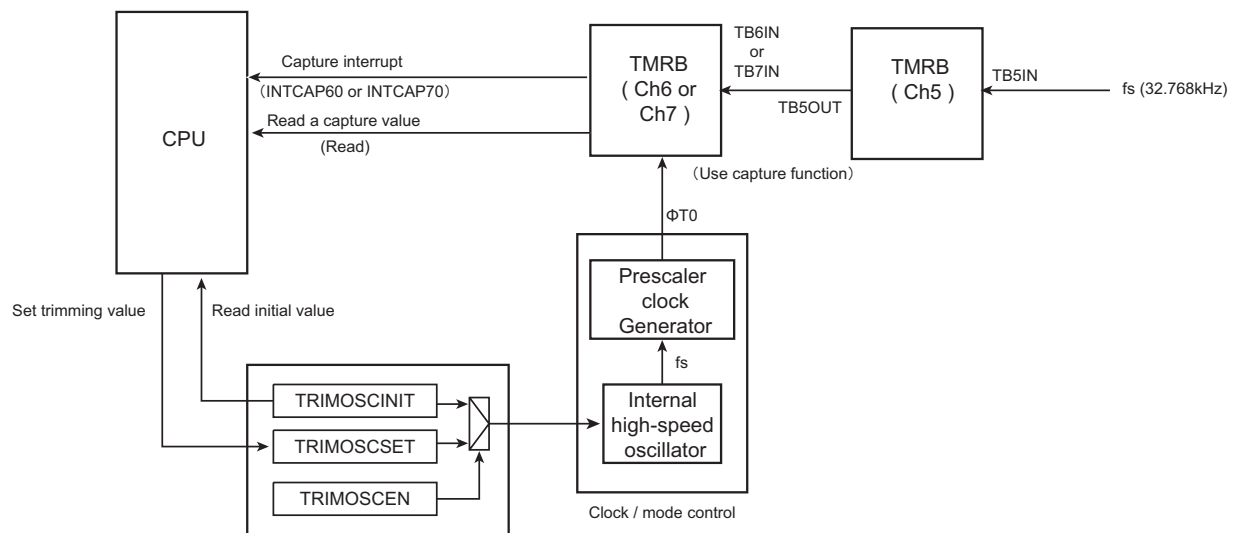 CPU
Capture interrupt
（INTCAP60 or INTCAP70）
Read a capture value
(Read)
TMRB
( Ch6 or
Ch7 )
TB6IN
or
TB7IN
TB5OUT
TMRB
( Ch5 )
TB5IN
fs (32.768kHz)
（Use capture function）
ΦT0
Prescaler
clock
Generator
fs
Internal
high-speed
oscillator
Clock / mode control
Set trimming value
Read initial value
TRIMOSCINIT
TRIMOSCSET
TRIMOSCEN